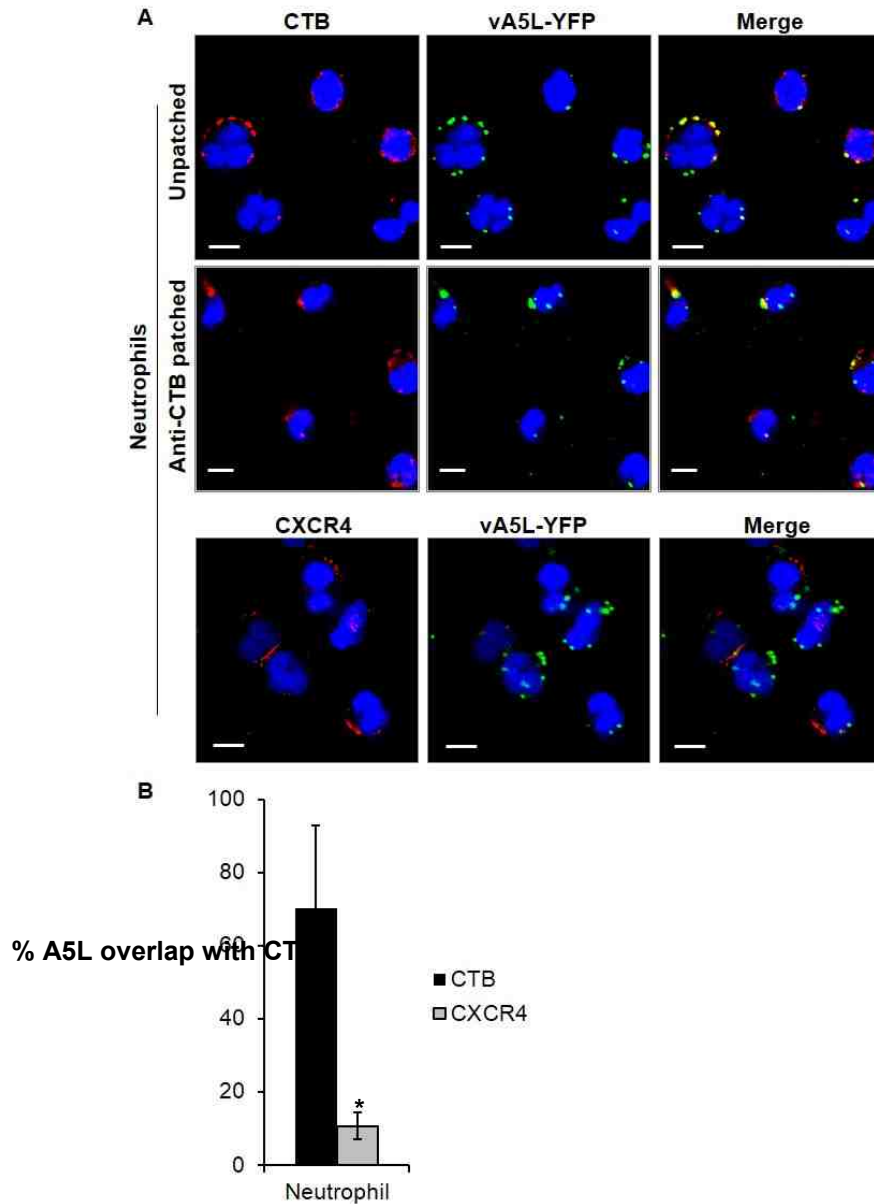 A
CTB vA5L-YFP Merge
Neutrophils
Unpatched
Anti-CTB patched
CXCR4 vA5L-YFP Merge
B
100
80
% A5L overlap with CT
60
40
20
0
*
CTB
CXCR4
Neutrophil